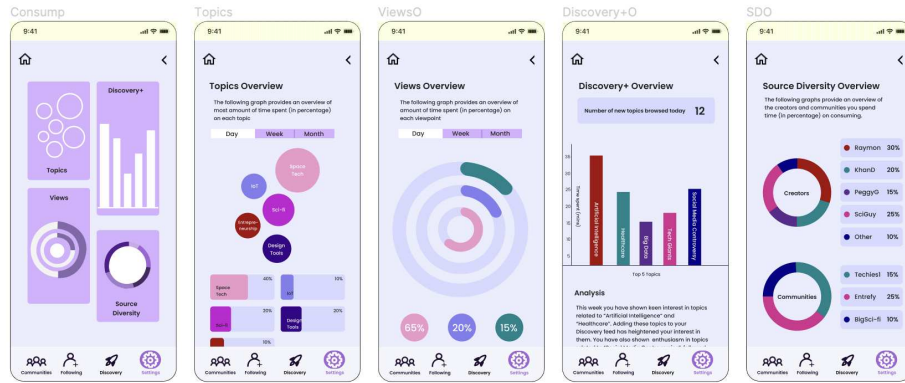 Consump
9:41
Discovery+
Topics
Views
Source
Diversity
Communities
Following
Discovery
Settings
Topics
9:41
Topics Overview
The following graph provides an overview of
most amount of time spent (in percentage)
on each topic
Day
Week
Month
Space
Tech
IoT
Sci-fi
Entrepre-
neurship
Design
Tools
Space
Tech
40%
IoT
10%
Sci-fi
20%
Design
Tools
20%
10%
Communities
Following
Discovery
Settings
ViewsO
9:41
Views Overview
The following graph provides an overview of
most amount of time spent (in percentage) on
each viewpoint
Day
Week
Month
65%
20%
15%
Communities
Following
Discovery
Settings
Discovery+O
9:41
Discovery+ Overview
Number of new topics browsed today
12
Time spent (mins)
25
20
15
10
5
Artificial Intelligence
Healthcare
Big Data
Tech Giants
Social Media Controversy
Top 5 Topics
Analysis
This week you have shown keen interest in topics
related to "Artificial Intelligence" and
"Healthcare". Adding these topics to your
Discovery feed has heightened your interest in
them. You have also shown enthusiasm in topics
Communities
Following
Discovery
Settings
SDO
9:41
Source Diversity Overview
The following graphs provide an overview of
the creators and communities you spend
time (in percentage) on consuming.
Creators
Raymon 30%
KhanD 20%
PeggyG 15%
SciGuy 25%
Other 10%
Communities
Techies1 15%
Entrefy 25%
BigSci-fi 10%
Communities
Following
Discovery
Settings